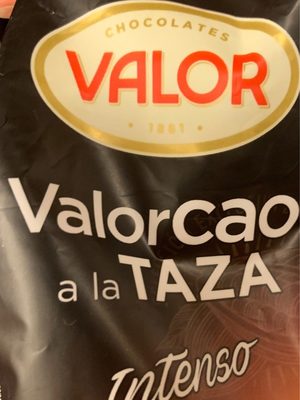 CHOCOLATES
VALOR
1881
Valorcao
a la TAZA
Intenso